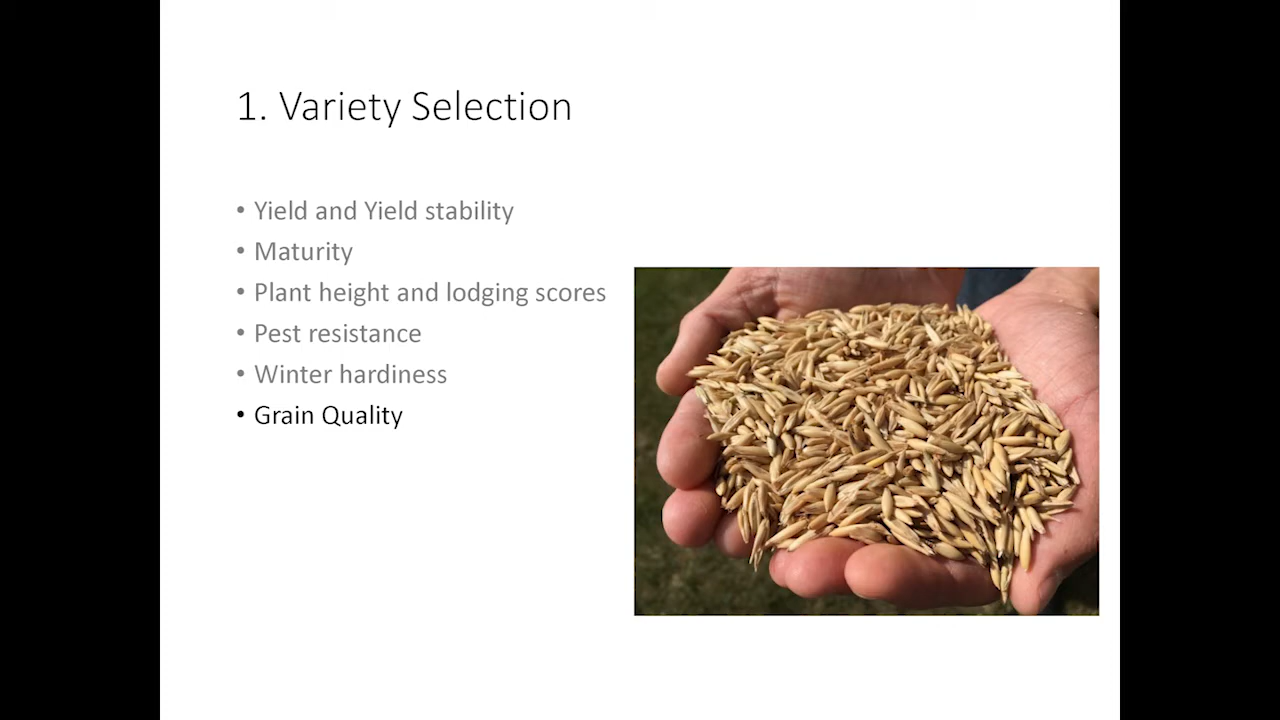 1. Variety Selection
• Yield and Yield stability
• Maturity
• Plant height and lodging scores
• Pest resistance
• Winter hardiness
• Grain Quality